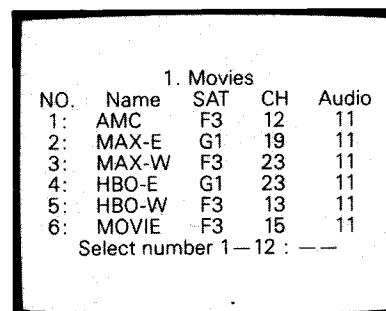 1. Movies
NO. Name SAT CH Audio
1: AMC F3 12 11
2: MAX-E G1 19 11
3: MAX-W F3 23 11
4: HBO-E G1 23 11
5: HBO-W F3 13 11
6: MOVIE F3 15 11
Select number 1—12 : — —